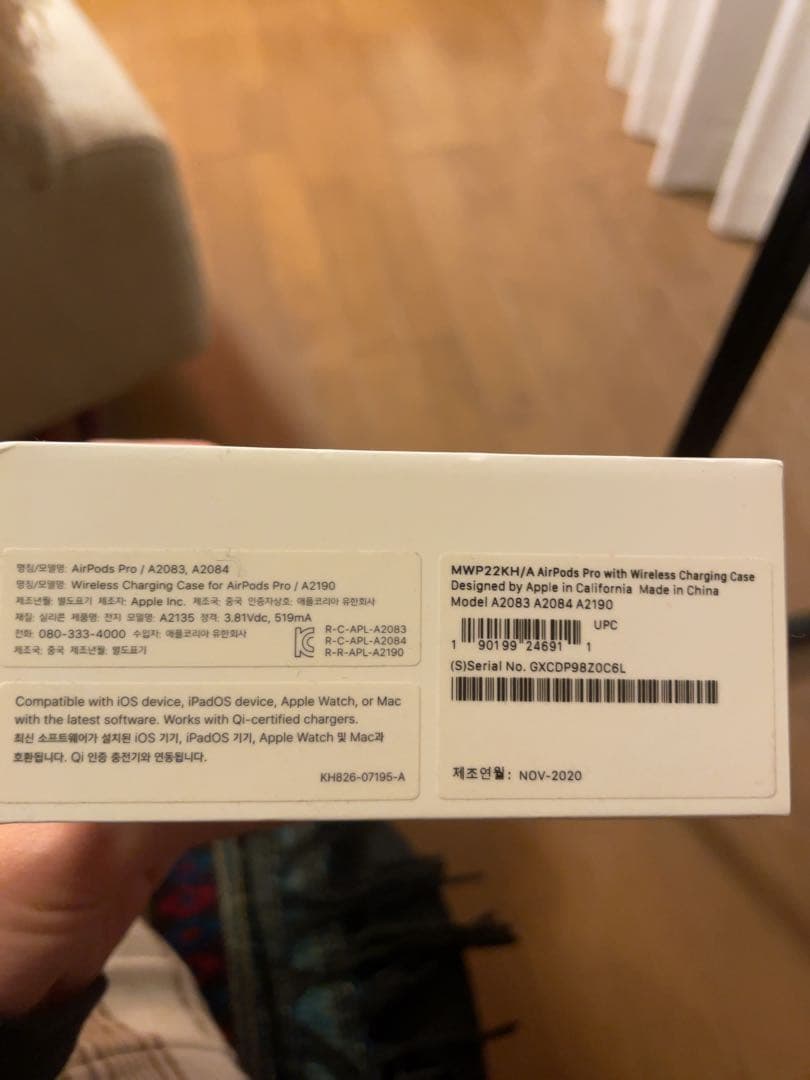 명칭/모델명: AirPods Pro / A2083, A2084
명칭/모델명: Wireless Charging Case for AirPods Pro / A2190
제조년월: 별도표기 제조자: Apple Inc. 제조국: 중국 인증자상호: 애플코리아 유한회사
재질: 실리콘 제품명: 전지 모델명: A2135 정격: 3.81Vdc, 519mA
전화: 080-333-4000 수입자: 애플코리아 유한회사
제조국: 중국 제조년월: 별도표기
R-C-APL-A2083
R-C-APL-A2084
R-R-APL-A2190
Compatible with iOS device, iPadOS device, Apple Watch, or Mac
with the latest software. Works with Qi-certified chargers.
최신 소프트웨어가 설치된 iOS 기기, iPadOS 기기, Apple Watch 및 Mac과
호환됩니다. Qi 인증 충전기와 연동됩니다.
KH826-07195-A
MWP22KH/A AirPods Pro with Wireless Charging Case
Designed by Apple in California Made in China
Model A2083 A2084 A2190
UPC
1 90199 24691 1
(S)Serial No. GXCDP98Z0C6L
제조연월: NOV-2020